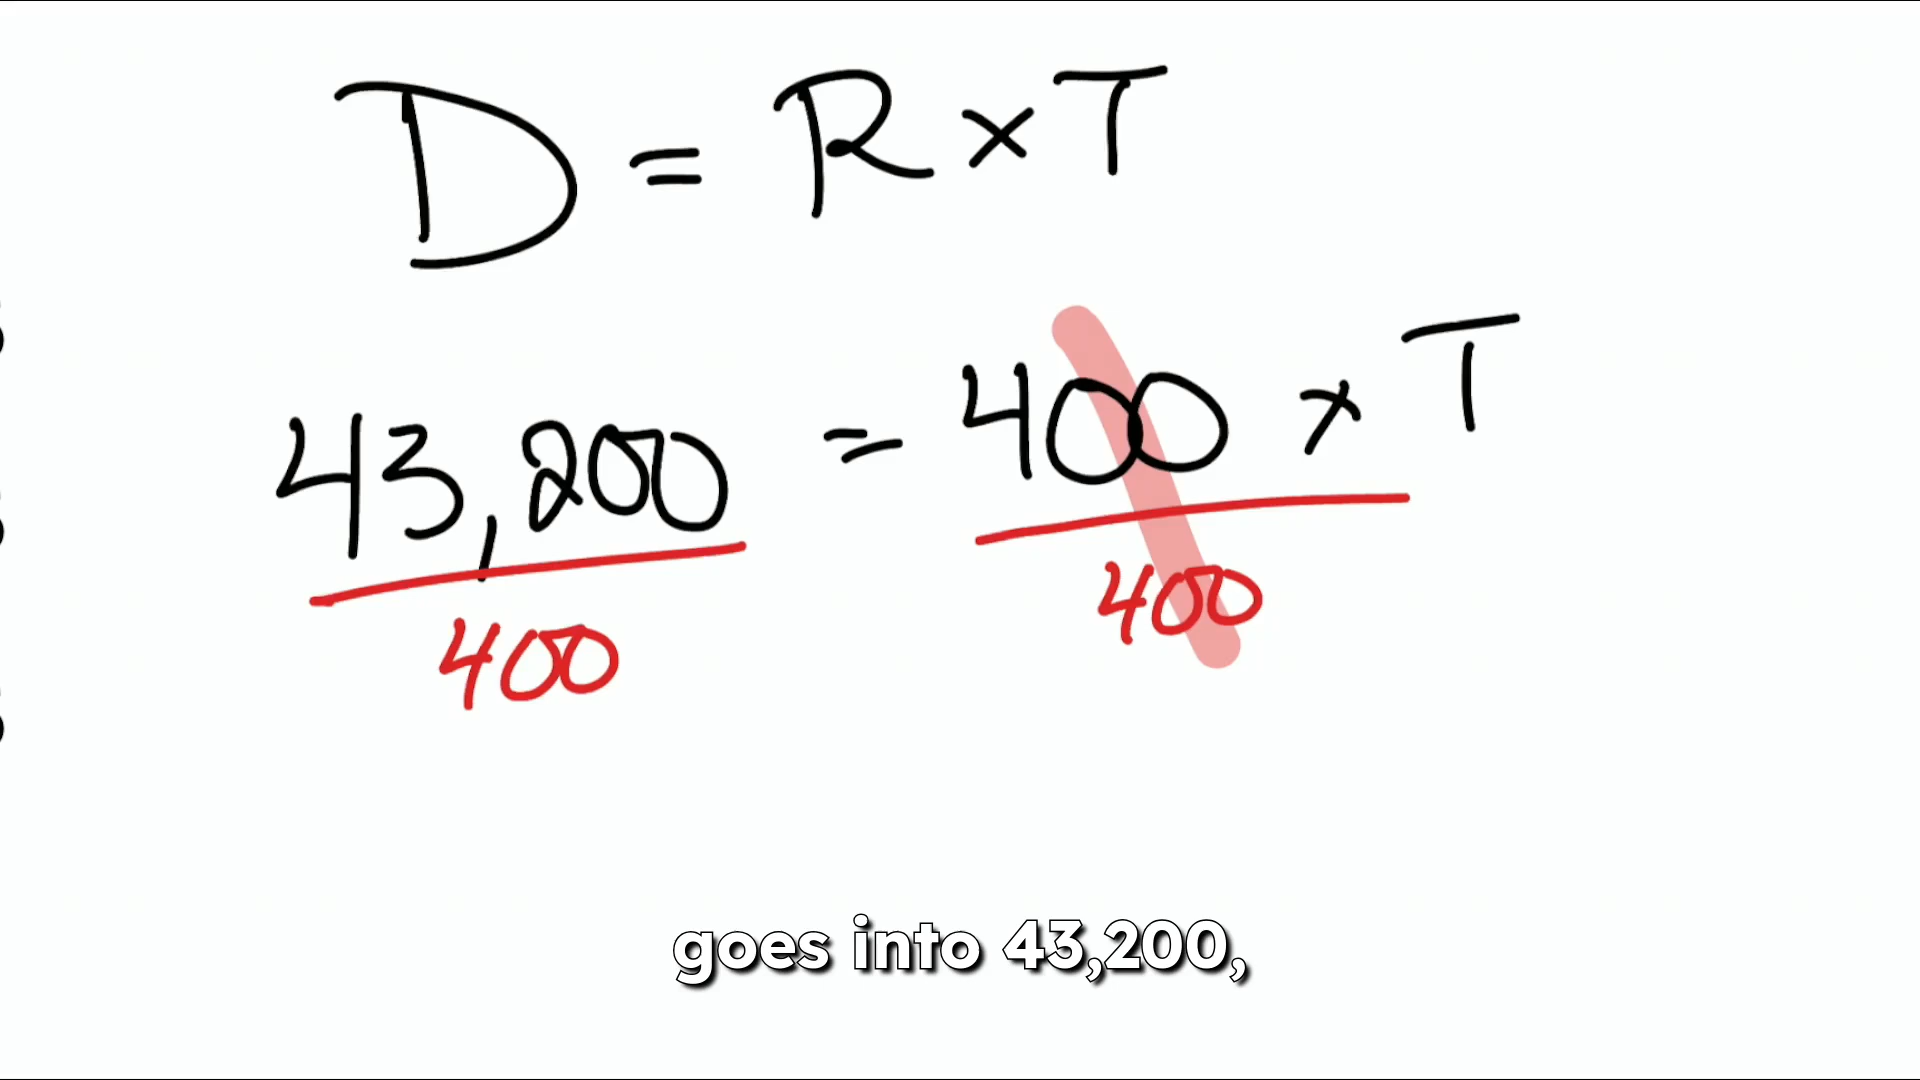 D = R × T
43,200 = 400 × T
400 400
goes into 43,200,